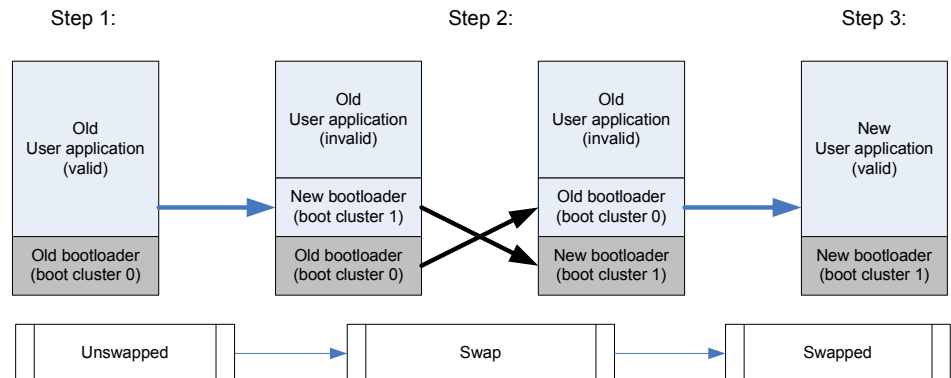 Step 1:
Step 2:
Step 3:
Old
User application
(valid)
Old bootloader
(boot cluster 0)
Old
User application
(invalid)
New bootloader
(boot cluster 1)
Old bootloader
(boot cluster 0)
Old
User application
(invalid)
Old bootloader
(boot cluster 0)
New bootloader
(boot cluster 1)
New
User application
(valid)
New bootloader
(boot cluster 1)
Unswapped
Swap
Swapped